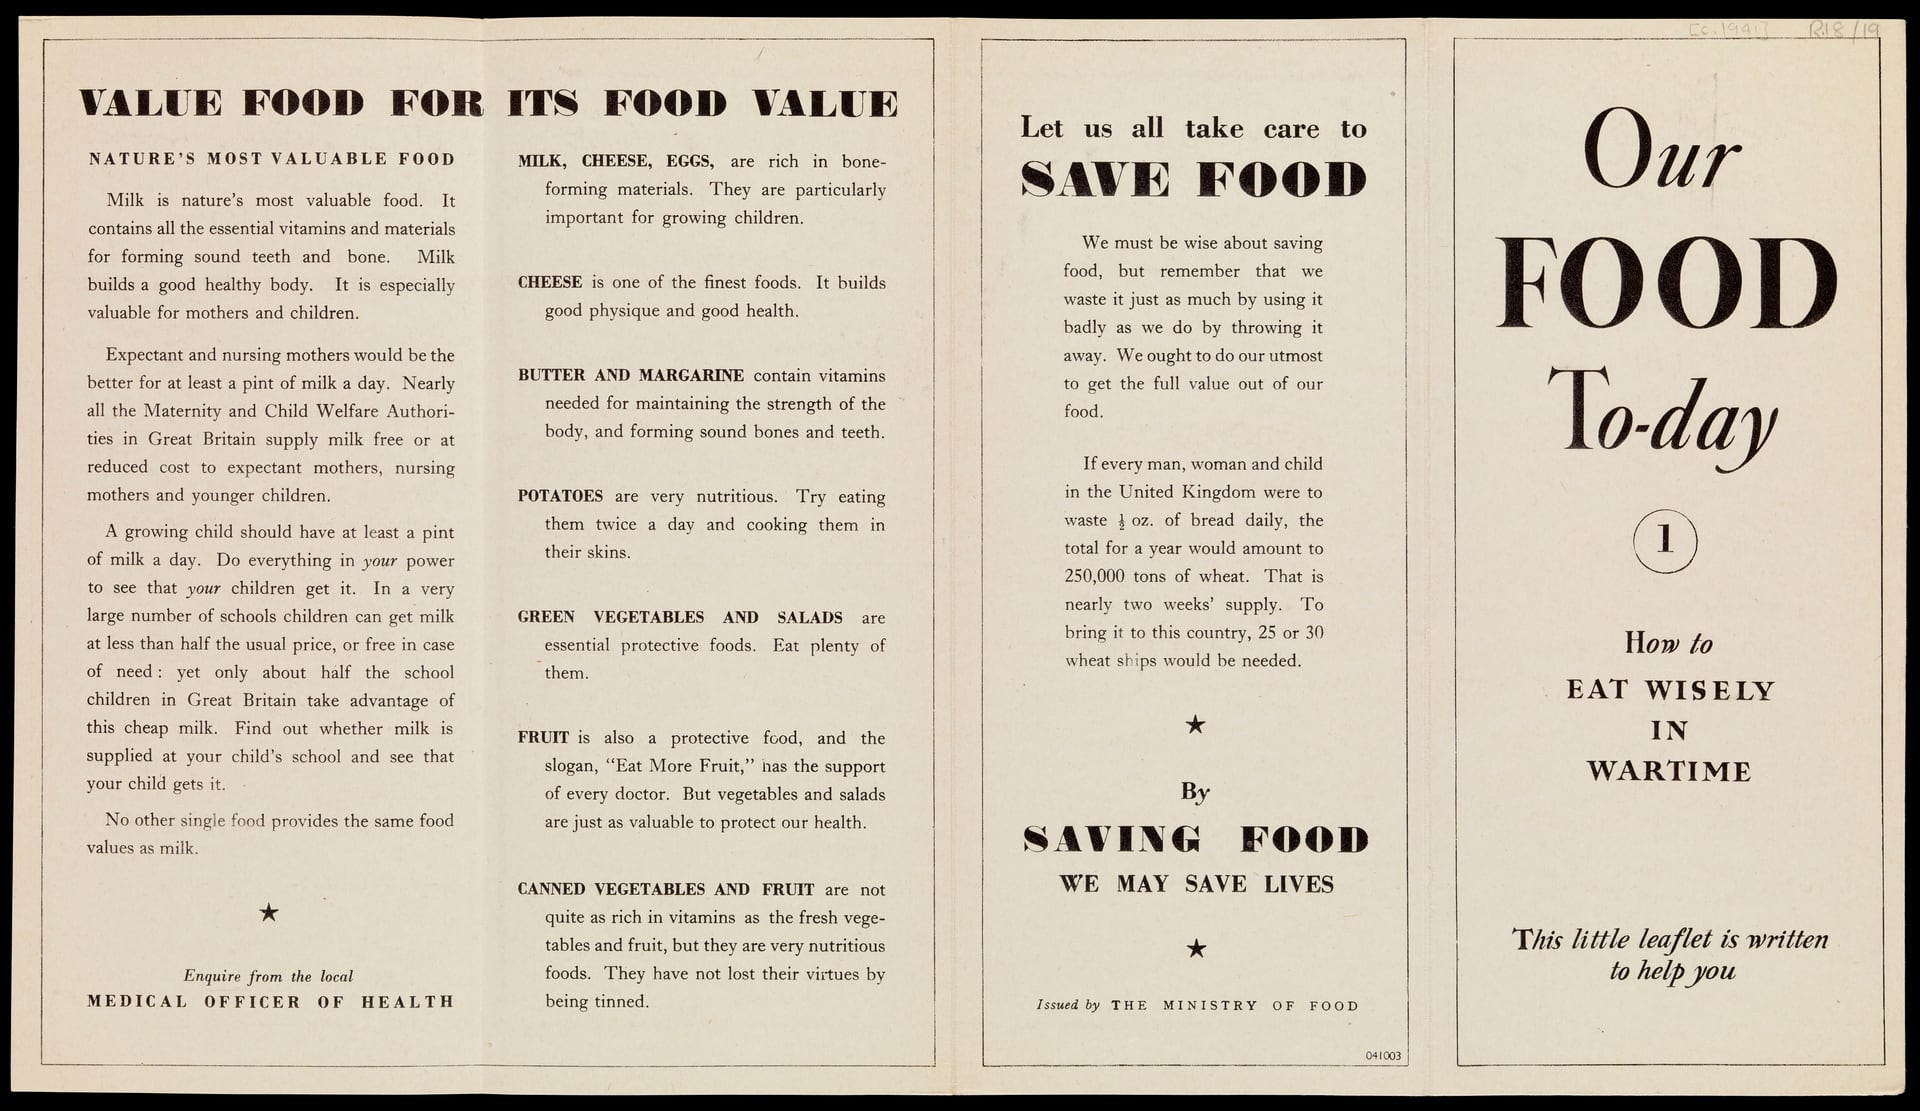 VALUE FOOD FOR ITS FOOD VALUE
NATURE'S MOST VALUABLE FOOD
Milk is nature's most valuable food. It
contains all the essential vitamins and materials
for forming sound teeth and bone. Milk
builds a good healthy body. It is especially
valuable for mothers and children.
Expectant and nursing mothers would be the
better for at least a pint of milk a day. Nearly
all the Maternity and Child Welfare Authori-
ties in Great Britain supply milk free or at
reduced cost to expectant mothers, nursing
mothers and younger children.
A growing child should have at least a pint
of milk a day. Do everything in your power
to see that your children get it. In a very
large number of schools children can get milk
at less than half the usual price, or free in case
of need: yet only about half the school
children in Great Britain take advantage of
this cheap milk. Find out whether milk is
supplied at your child's school and see that
your child gets it.
No other single food provides the same food
values as milk.
★
Enquire from the local
MEDICAL OFFICER OF HEALTH
MILK, CHEESE, EGGS, are rich in bone-
forming materials. They are particularly
important for growing children.
CHEESE is one of the finest foods. It builds
good physique and good health.
BUTTER AND MARGARINE contain vitamins
needed for maintaining the strength of the
body, and forming sound bones and teeth.
POTATOES are very nutritious. Try eating
them twice a day and cooking them in
their skins.
GREEN VEGETABLES AND SALADS are
essential protective foods. Eat plenty of
them.
FRUIT is also a protective food, and the
slogan, "Eat More Fruit," has the support
of every doctor. But vegetables and salads
are just as valuable to protect our health.
CANNED VEGETABLES AND FRUIT are not
quite as rich in vitamins as the fresh vege-
tables and fruit, but they are very nutritious
foods. They have not lost their virtues by
being tinned.
Let us all take care to
SAVE FOOD
We must be wise about saving
food, but remember that we
waste it just as much by using it
badly as we do by throwing it
away. We ought to do our utmost
to get the full value out of our
food.
If every man, woman and child
in the United Kingdom were to
waste ½ oz. of bread daily, the
total for a year would amount to
250,000 tons of wheat. That is
nearly two weeks' supply. To
bring it to this country, 25 or 30
wheat ships would be needed.
★
By
SAVING FOOD
WE MAY SAVE LIVES
★
Issued by THE MINISTRY OF FOOD
041003
[c.1941] R.18/19
Our
FOOD
To-day
1
How to
EAT WISELY
IN
WARTIME
This little leaflet is written
to help you